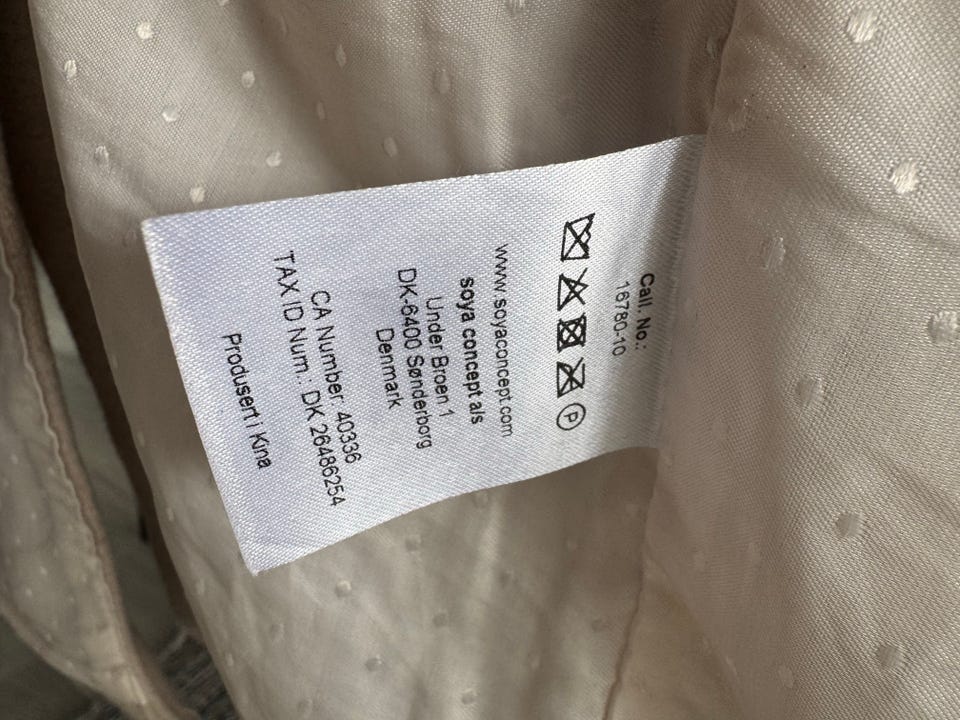 Call. No.:
16780-10
P
www.soyaconcept.com
soya concept a/s
Under Broen 1
DK-6400 Sønderborg
Denmark
CA Number 40336
TAX ID Num.: DK 26486254
Produsert i Kina